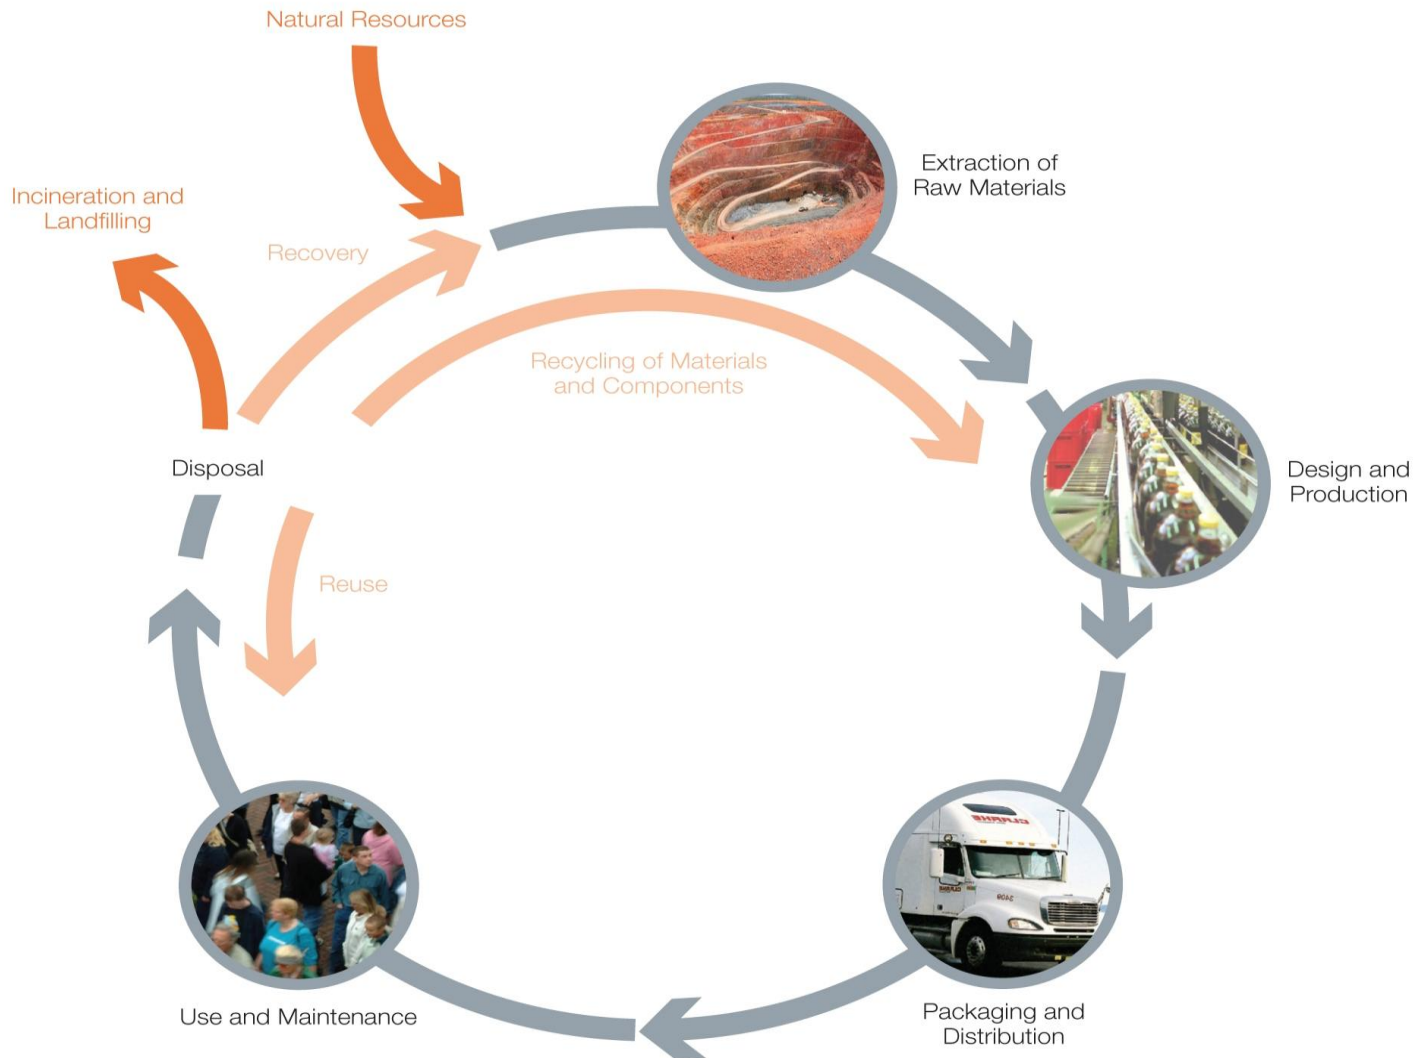 Natural Resources
Extraction of
Raw Materials
Incineration and
Landfilling
Recovery
Recycling of Materials
and Components
Disposal
Design and
Production
Reuse
Use and Maintenance
Packaging and
Distribution